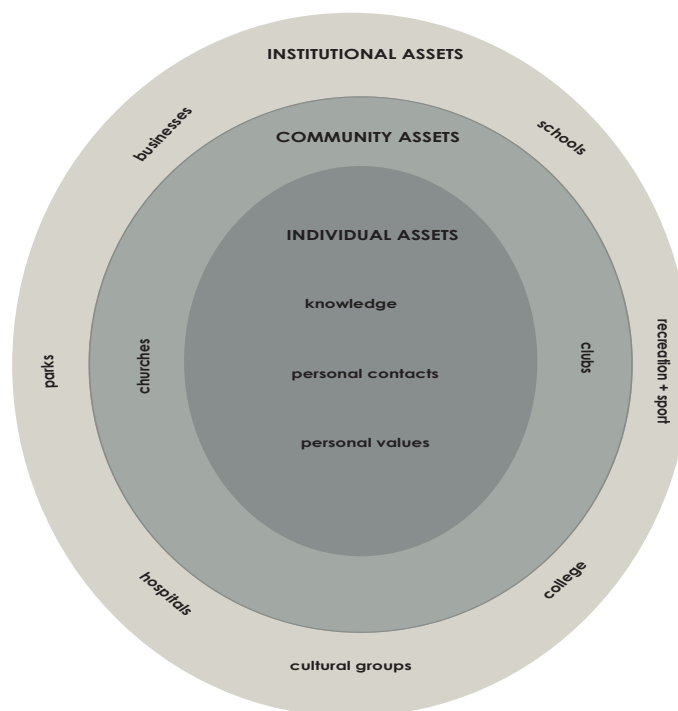 INSTITUTIONAL ASSETS
businesses
schools
COMMUNITY ASSETS
INDIVIDUAL ASSETS
knowledge
parks
churches
personal contacts
clubs
recreation + sport
personal values
hospitals
college
cultural groups